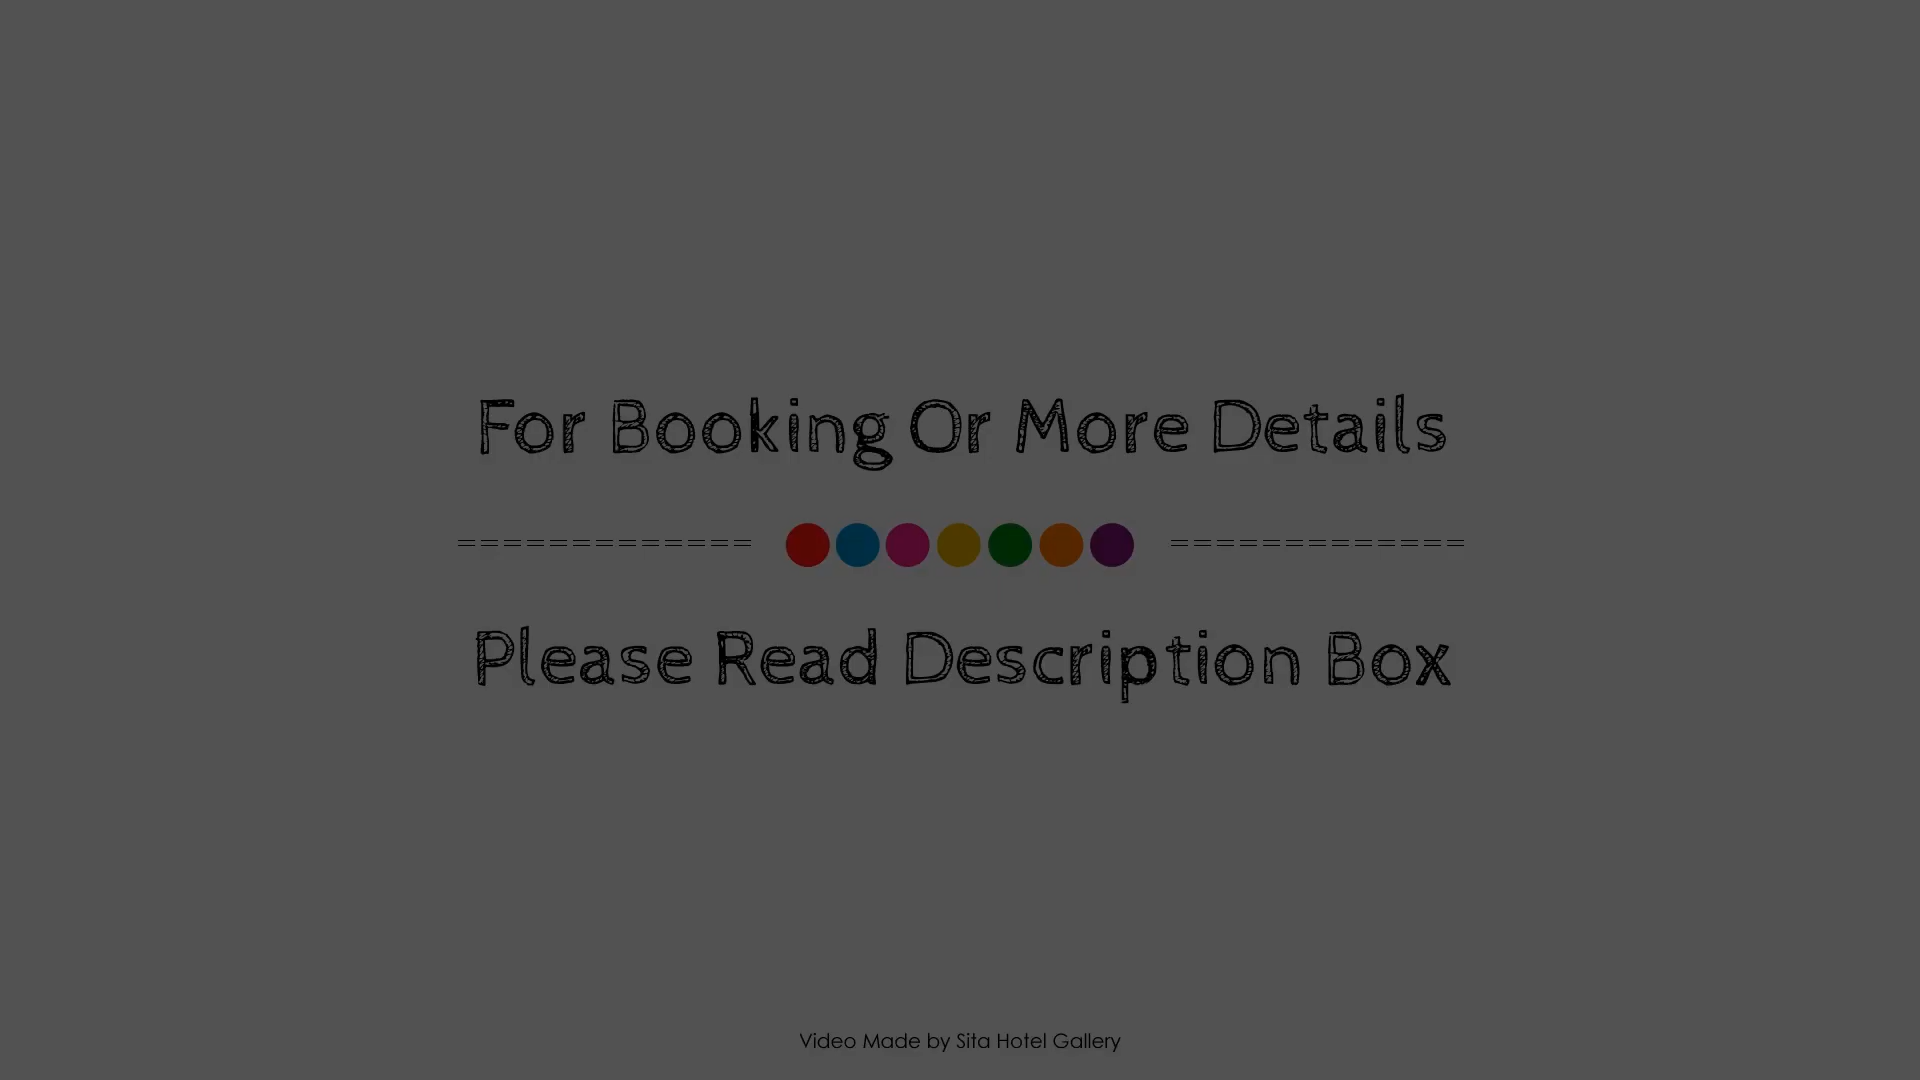 For Booking Or More Details
============= =============
Please Read Description Box
Video Made by Sita Hotel Gallery